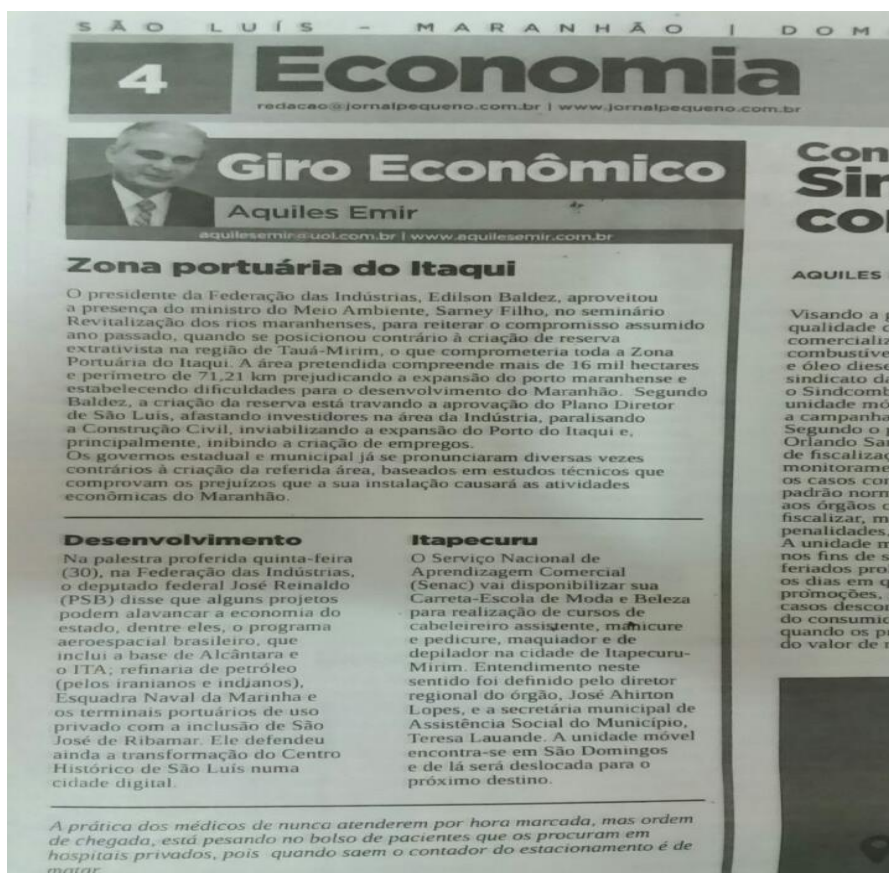 SÃO LUÍS - MARANHÃO | DOM
4
Economia
redacao@jornalpequeno.com.br | www.jornalpequeno.com.br
Giro Econômico
Aquiles Emir
aquilesemir@uol.com.br | www.aquilesemir.com.br
Zona portuária do Itaqui
O presidente da Federação das Indústrias, Edilson Baldez, aproveitou
a presença do ministro do Meio Ambiente, Sarney Filho, no seminário
Revitalização dos rios maranhenses, para reiterar o compromisso assumido
ano passado, quando se posicionou contrário à criação de reserva
extrativista na região de Tauá-Mirim, o que comprometeria toda a Zona
Portuária do Itaqui. A área pretendida compreende mais de 16 mil hectares
e perímetro de 71,21 km prejudicando a expansão do porto maranhense e
estabelecendo dificuldades para o desenvolvimento do Maranhão. Segundo
Baldez, a criação da reserva está travando a aprovação do Plano Diretor
de São Luís, afastando investidores na área da Indústria, paralisando
a Construção Civil, inviabilizando a expansão do Porto do Itaqui e,
principalmente, inibindo a criação de empregos.
Os governos estadual e municipal já se pronunciaram diversas vezes
contrários à criação da referida área, baseados em estudos técnicos que
comprovam os prejuízos que a sua instalação causará as atividades
econômicas do Maranhão.
Desenvolvimento
Na palestra proferida quinta-feira
(30), na Federação das Indústrias,
o deputado federal José Reinaldo
(PSB) disse que alguns projetos
podem alavancar a economia do
estado, dentre eles, o programa
aeroespacial brasileiro, que
inclui a base de Alcântara e
o ITA; refinaria de petróleo
(pelos iranianos e indianos),
Esquadra Naval da Marinha e
os terminais portuários de uso
privado com a inclusão de São
José de Ribamar. Ele defendeu
ainda a transformação do Centro
Histórico de São Luís numa
cidade digital.
Itapecuru
O Serviço Nacional de
Aprendizagem Comercial
(Senac) vai disponibilizar sua
Carreta-Escola de Moda e Beleza
para realização de cursos de
cabeleireiro assistente, manicure
e pedicure, maquiador e de
depilador na cidade de Itapecuru-
Mirim. Entendimento neste
sentido foi definido pelo diretor
regional do órgão, José Ahirton
Lopes, e a secretária municipal de
Assistência Social do Município,
Teresa Lauande. A unidade móvel
encontra-se em São Domingos
e de lá será deslocada para o
próximo destino.
A prática dos médicos de nunca atenderem por hora marcada, mas ordem
de chegada, está pesando no bolso de pacientes que os procuram em
hospitais privados, pois quando saem o contador do estacionamento é de
matar
Con
Sin
co
AQUILES
Visando a g
qualidade d
comercializ
combustíve
e óleo diese
sindicato da
o Sindcomb
unidade mó
a campanha
Segundo o p
Orlando San
de fiscalizaç
monitorame
os casos con
padrão norm
aos órgãos d
fiscalizar, m
penalidades,
A unidade m
nos fins de s
feriados pro
os dias em q
promoções,
casos descon
do consumid
quando os pr
do valor de m